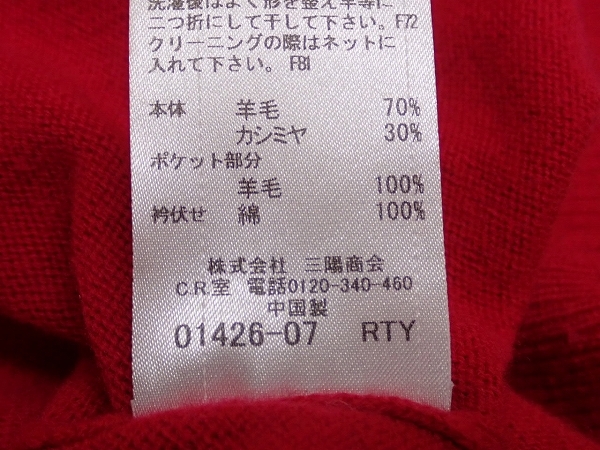 洗濯後はよく形を整え竿等に
二つ折にして干して下さい。F72
クリーニングの際はネットに
入れて下さい。F81
本体 羊毛 70%
カシミヤ 30%
ポケット部分
羊毛 100%
衿伏せ 綿 100%
株式会社 三陽商会
C.R.室 電話0120-340-460
中国製
01426-07 RTY